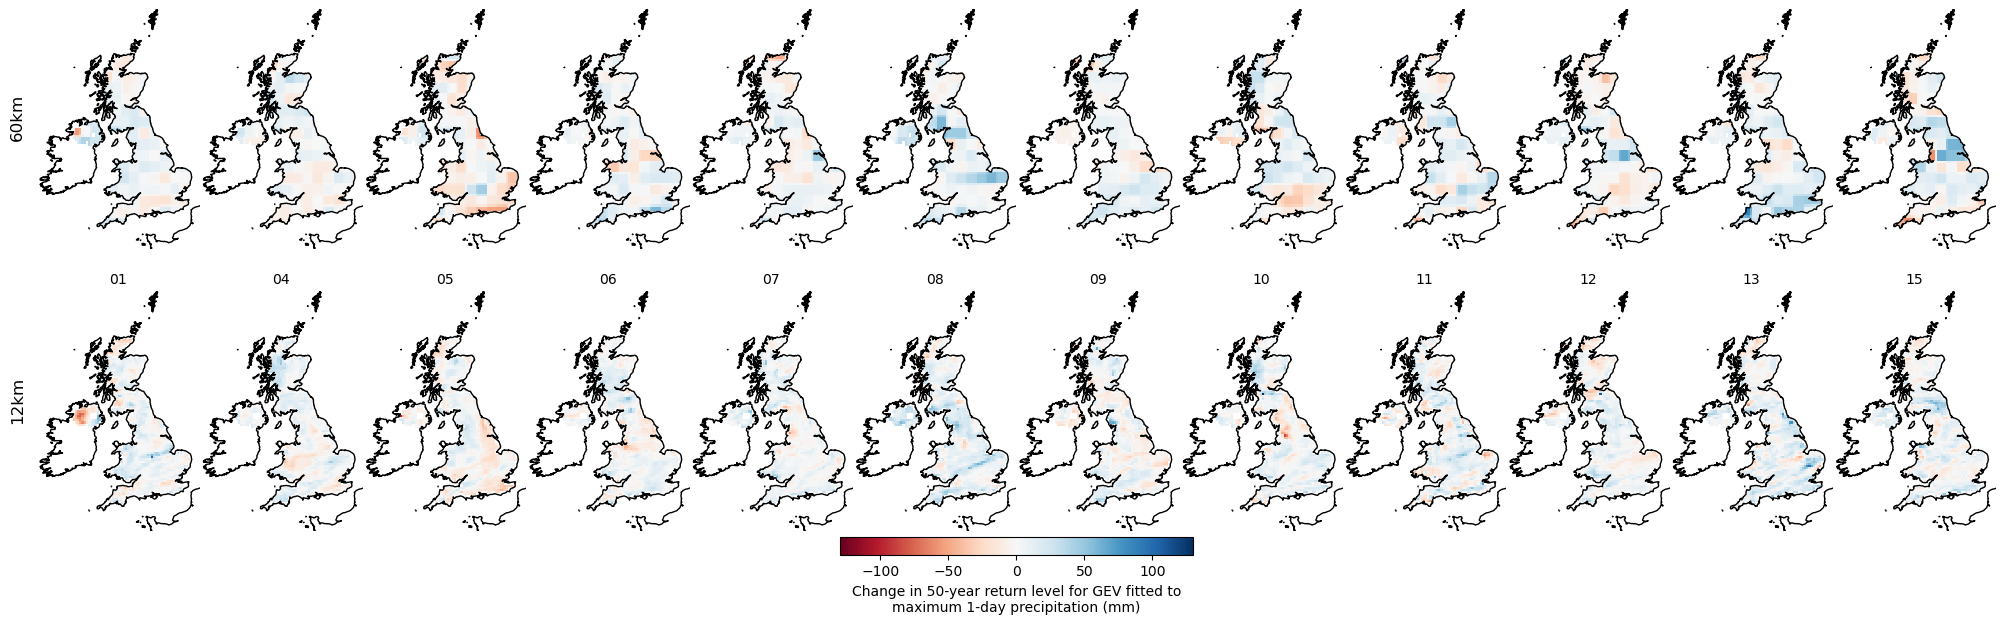 60km
01 04 05 06 07 08 09 10 11 12 13 15
12km
−100 −50 0 50 100
Change in 50-year return level for GEV fitted to
maximum 1-day precipitation (mm)